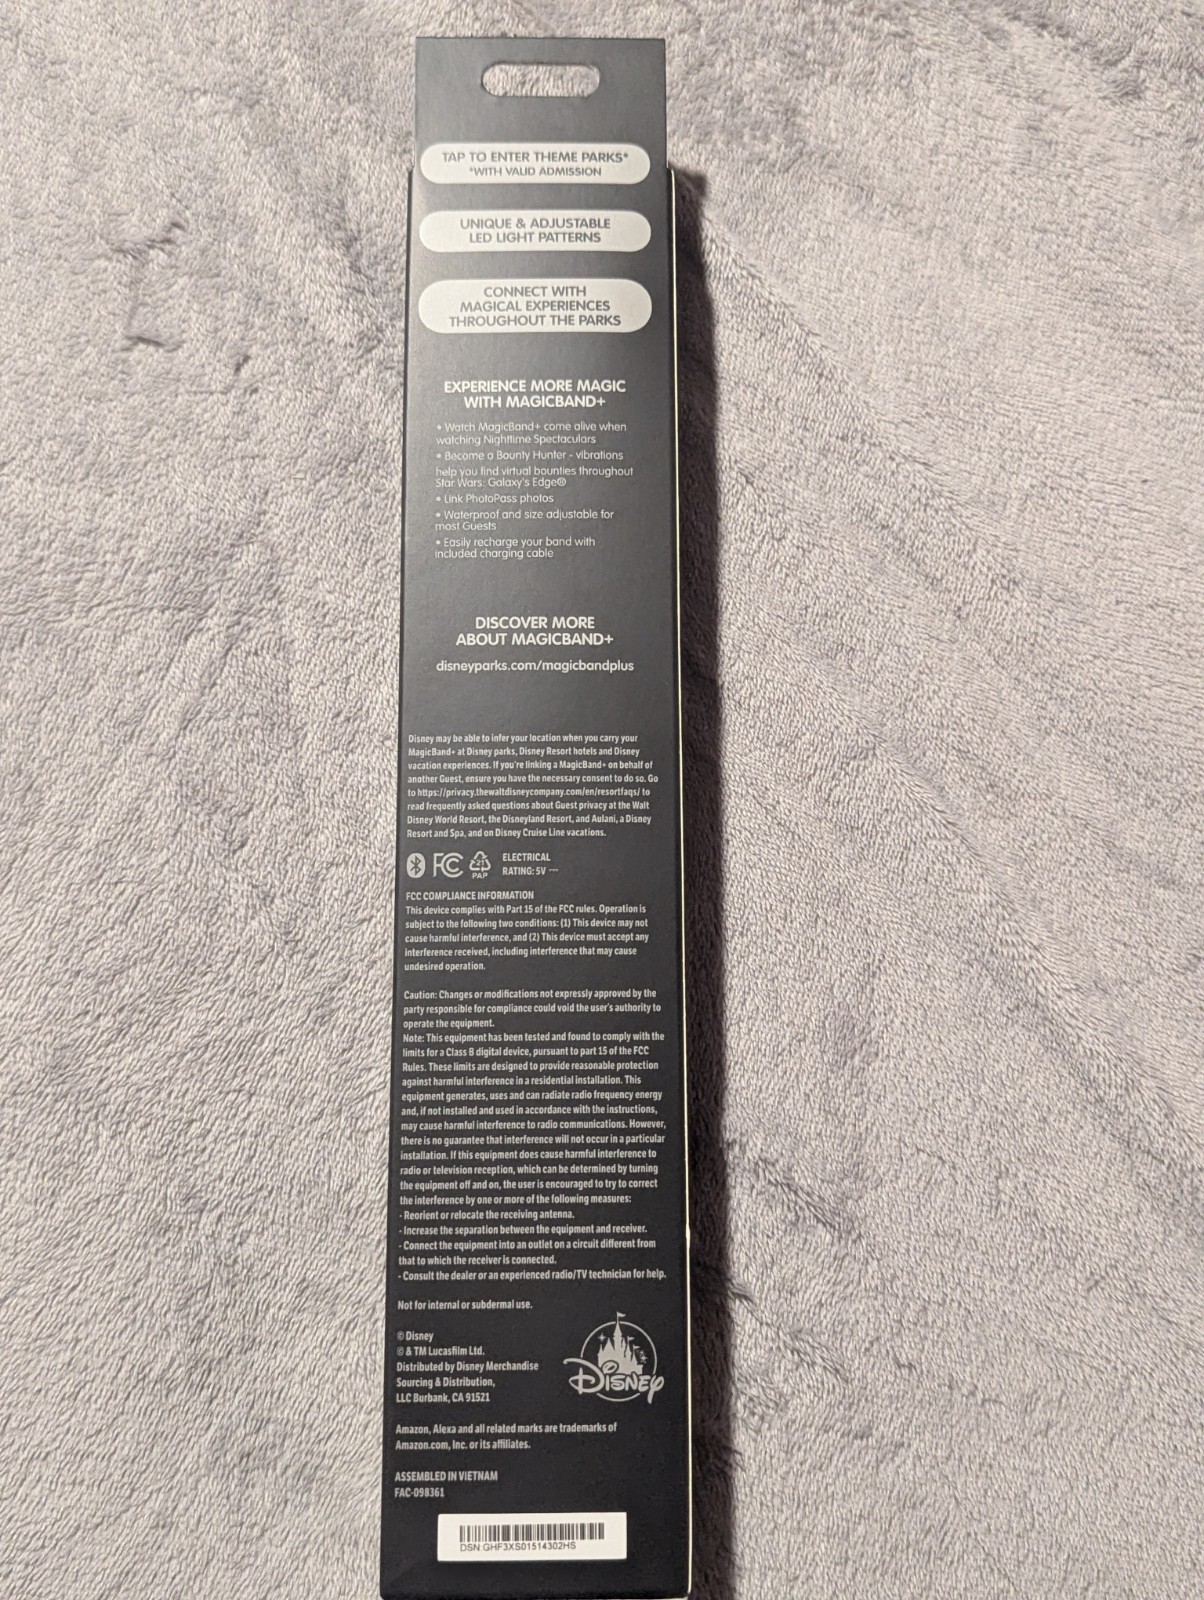 TAP TO ENTER THEME PARKS*
*WITH VALID ADMISSION
UNIQUE & ADJUSTABLE
LED LIGHT PATTERNS
CONNECT WITH
MAGICAL EXPERIENCES
THROUGHOUT THE PARKS
EXPERIENCE MORE MAGIC
WITH MAGICBAND+
• Watch MagicBand+ come alive when
watching Nighttime Spectaculars
• Become a Bounty Hunter - vibrations
help you find virtual bounties throughout
Star Wars: Galaxy's Edge®
• Link PhotoPass photos
• Waterproof and size adjustable for
most Guests
• Easily recharge your band with
included charging cable
DISCOVER MORE
ABOUT MAGICBAND+
disneyparks.com/magicbandplus
Disney may be able to infer your location when you carry your
MagicBand+ at Disney parks, Disney Resort hotels and Disney
vacation experiences. If you're linking a MagicBand+ on behalf of
another Guest, ensure you have the necessary consent to do so. Go
to https://privacy.thewaltdisneycompany.com/en/resortfaqs/ to
read frequently asked questions about Guest privacy at the Walt
Disney World Resort, the Disneyland Resort, and Aulani, a Disney
Resort and Spa, and on Disney Cruise Line vacations.
FC
21
PAP
ELECTRICAL
RATING: 5V ⎓
FCC COMPLIANCE INFORMATION
This device complies with Part 15 of the FCC rules. Operation is
subject to the following two conditions: (1) This device may not
cause harmful interference, and (2) This device must accept any
interference received, including interference that may cause
undesired operation.
Caution: Changes or modifications not expressly approved by the
party responsible for compliance could void the user's authority to
operate the equipment.
Note: This equipment has been tested and found to comply with the
limits for a Class B digital device, pursuant to part 15 of the FCC
Rules. These limits are designed to provide reasonable protection
against harmful interference in a residential installation. This
equipment generates, uses and can radiate radio frequency energy
and, if not installed and used in accordance with the instructions,
may cause harmful interference to radio communications. However,
there is no guarantee that interference will not occur in a particular
installation. If this equipment does cause harmful interference to
radio or television reception, which can be determined by turning
the equipment off and on, the user is encouraged to try to correct
the interference by one or more of the following measures:
- Reorient or relocate the receiving antenna.
- Increase the separation between the equipment and receiver.
- Connect the equipment into an outlet on a circuit different from
that to which the receiver is connected.
- Consult the dealer or an experienced radio/TV technician for help.
Not for internal or subdermal use.
© Disney
© & TM Lucasfilm Ltd.
Distributed by Disney Merchandise
Sourcing & Distribution,
LLC Burbank, CA 91521
Disney
Amazon, Alexa and all related marks are trademarks of
Amazon.com, Inc. or its affiliates.
ASSEMBLED IN VIETNAM
FAC-098361
DSN GHF3XS01514302HS